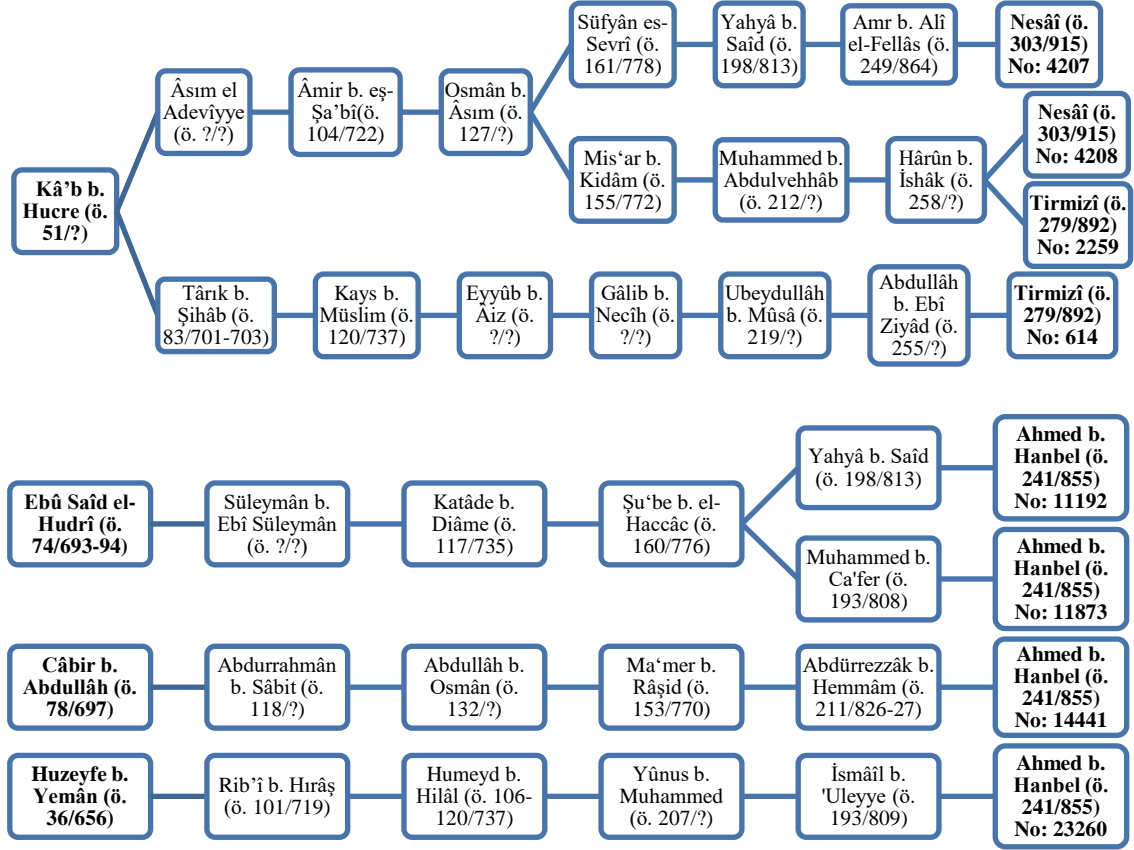 Süfyân es-
Sevrî (ö.
161/778)
Yahyâ b.
Saîd (ö.
198/813)
Amr b. Alî
el-Fellâs (ö.
249/864)
Nesâî (ö.
303/915)
No: 4207
Âsım el
Adevîyye
(ö. ?/?)
Âmir b. eş-
Şa’bî(ö.
104/722)
Osmân b.
Âsım (ö.
127/?)
Mis‘ar b.
Kidâm (ö.
155/772)
Muhammed b.
Abdulvehhâb
(ö. 212/?)
Hârûn b.
İshâk (ö.
258/?)
Nesâî (ö.
303/915)
No: 4208
Tirmizî (ö.
279/892)
No: 2259
Kâ’b b.
Hucre (ö.
51/?)
Târık b.
Şihâb (ö.
83/701-703)
Kays b.
Müslim (ö.
120/737)
Eyyûb b.
Âiz (ö.
?/?)
Gâlib b.
Necîh (ö.
?/?)
Ubeydullâh
b. Mûsâ (ö.
219/?)
Abdullâh
b. Ebî
Ziyâd (ö.
255/?)
Tirmizî (ö.
279/892)
No: 614
Ebû Saîd el-
Hudrî (ö.
74/693-94)
Süleymân b.
Ebî Süleymân
(ö. ?/?)
Katâde b.
Diâme (ö.
117/735)
Şu‘be b. el-
Haccâc (ö.
160/776)
Yahyâ b. Saîd
(ö. 198/813)
Ahmed b.
Hanbel (ö.
241/855)
No: 11192
Muhammed b.
Ca'fer (ö.
193/808)
Ahmed b.
Hanbel (ö.
241/855)
No: 11873
Câbir b.
Abdullâh (ö.
78/697)
Abdurrahmân
b. Sâbit (ö.
118/?)
Abdullâh b.
Osmân (ö.
132/?)
Ma‘mer b.
Râşid (ö.
153/770)
Abdürrezzâk b.
Hemmâm (ö.
211/826-27)
Ahmed b.
Hanbel (ö.
241/855)
No: 14441
Huzeyfe b.
Yemân (ö.
36/656)
Rib’î b. Hırâş
(ö. 101/719)
Humeyd b.
Hilâl (ö. 106-
120/737)
Yûnus b.
Muhammed
(ö. 207/?)
İsmâîl b.
'Uleyye (ö.
193/809)
Ahmed b.
Hanbel (ö.
241/855)
No: 23260